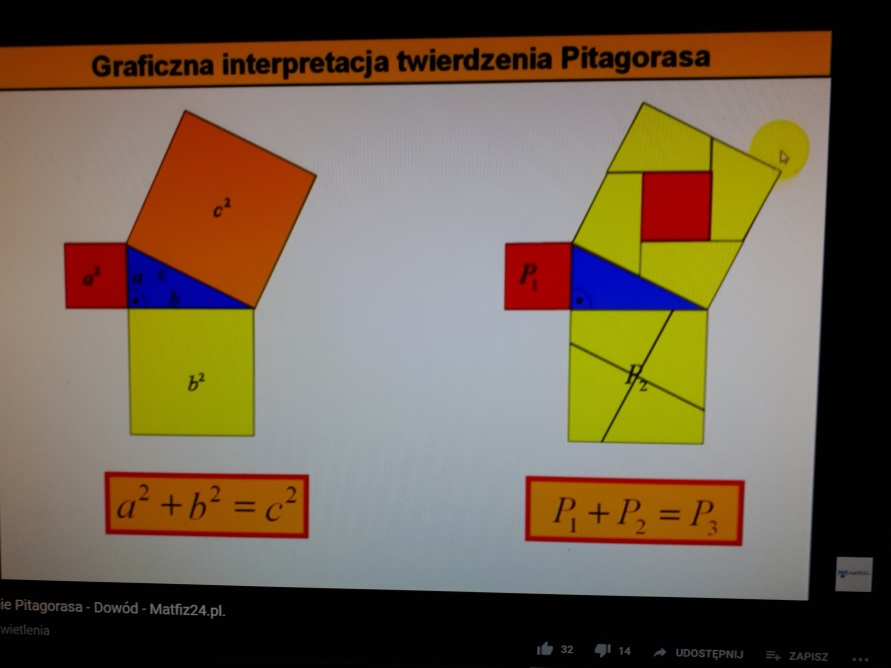 Graficzna interpretacja twierdzenia Pitagorasa
c²
a²
a
c
b
b²
P₁
P₂
a² + b² = c²
P₁ + P₂ = P₃
ie Pitagorasa - Dowód - Matfiz24.pl.
wietlenia
32
14
UDOSTĘPNIJ
ZAPISZ